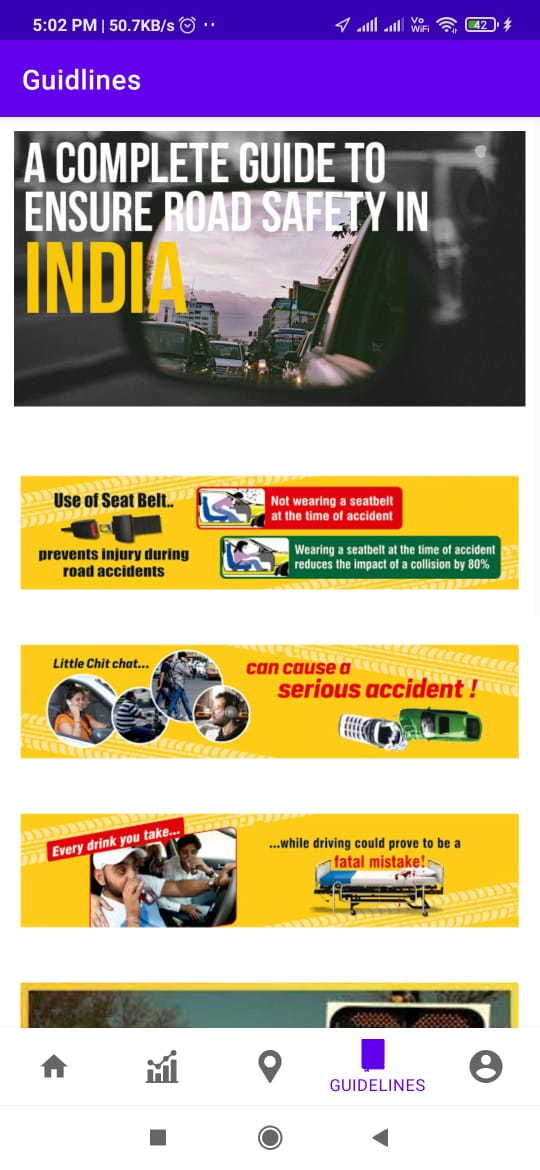 5:02 PM | 50.7KB/s
Vo
WiFi
42
Guidlines
A COMPLETE GUIDE TO
ENSURE ROAD SAFETY IN
INDIA
Use of Seat Belt..
prevents injury during
road accidents
Not wearing a seatbelt
at the time of accident
Wearing a seatbelt at the time of accident
reduces the impact of a collision by 80%
Little Chit chat...
can cause a
serious accident !
Every drink you take...
...while driving could prove to be a
fatal mistake!
GUIDELINES